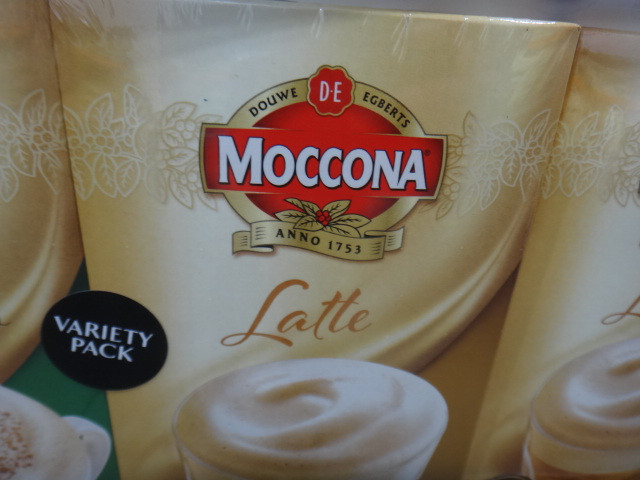 DOUWE EGBERTS
D·E
MOCCONA
ANNO 1753
Latte
VARIETY
PACK